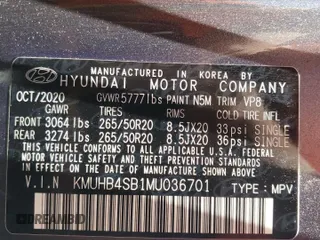 MANUFACTURED IN KOREA BY
HYUNDAI MOTOR COMPANY
OCT/2020 GVWR 5777lbs PAINT N5M TRIM VP8
GAWR TIRES RIMS COLD TIRE
FRONT 3064 lbs 265/50R20 8.5JX20 33psi SINGLE
REAR 3274 lbs 265/50R20 8.5JX20 36psi SINGLE
THIS VEHICLE CONFORMS TO ALL APPLICABLE
U.S. FEDERAL MOTOR VEHICLE SAFETY
AND THEFT PREVENTION STANDARDS IN
EFFECT ON THE DATE OF MANUFACTURE
SHOWN ABOVE.
V.I.N KMUHB4SB1MU036701 TYPE: MPV
DREAMBID